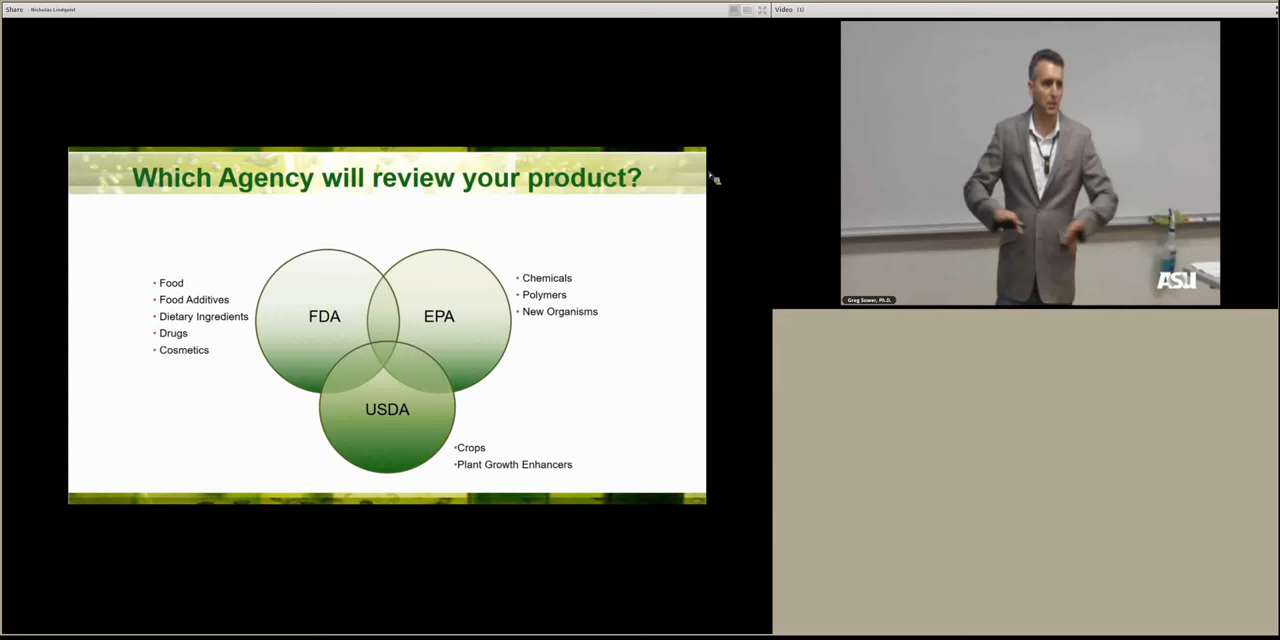 Share - Nicholas Lindquist
Video (1)
Which Agency will review your product?
• Food
• Food Additives
• Dietary Ingredients
• Drugs
• Cosmetics
FDA
EPA
• Chemicals
• Polymers
• New Organisms
USDA
•Crops
•Plant Growth Enhancers
ASU
Greg Sower, Ph.D.